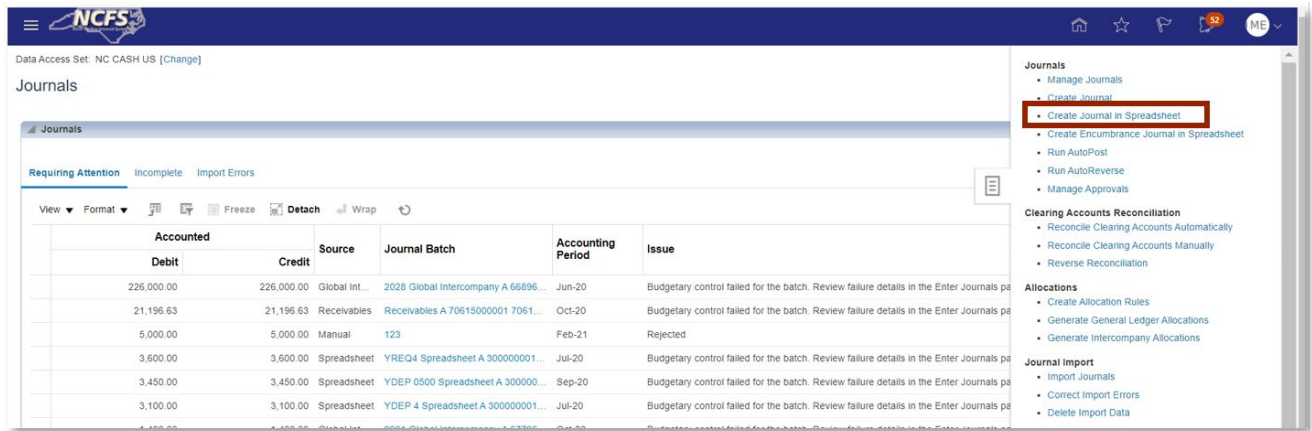 NCFS
52
ME
Data Access Set: NC CASH US [Change]
Journals
Journals
Requiring Attention Incomplete Import Errors
View Format Freeze Detach Wrap
Accounted
Debit Credit Source Journal Batch Accounting Period Issue
226,000.00 226,000.00 Global Int... 2028 Global Intercompany A 66896... Jun-20 Budgetary control failed for the batch. Review failure details in the Enter Journals pa
21,196.63 21,196.63 Receivables Receivables A 70615000001 7061... Oct-20 Budgetary control failed for the batch. Review failure details in the Enter Journals pa
5,000.00 5,000.00 Manual 123 Feb-21 Rejected
3,600.00 3,600.00 Spreadsheet YREQ4 Spreadsheet A 300000001... Jul-20 Budgetary control failed for the batch. Review failure details in the Enter Journals pa
3,450.00 3,450.00 Spreadsheet YDEP 0500 Spreadsheet A 300000... Sep-20 Budgetary control failed for the batch. Review failure details in the Enter Journals pa
3,100.00 3,100.00 Spreadsheet YDEP 4 Spreadsheet A 300000001... Jul-20 Budgetary control failed for the batch. Review failure details in the Enter Journals pa
Journals
• Manage Journals
• Create Journal
• Create Journal in Spreadsheet
• Create Encumbrance Journal in Spreadsheet
• Run AutoPost
• Run AutoReverse
• Manage Approvals
Clearing Accounts Reconciliation
• Reconcile Clearing Accounts Automatically
• Reconcile Clearing Accounts Manually
• Reverse Reconciliation
Allocations
• Create Allocation Rules
• Generate General Ledger Allocations
• Generate Intercompany Allocations
Journal Import
• Import Journals
• Correct Import Errors
• Delete Import Data